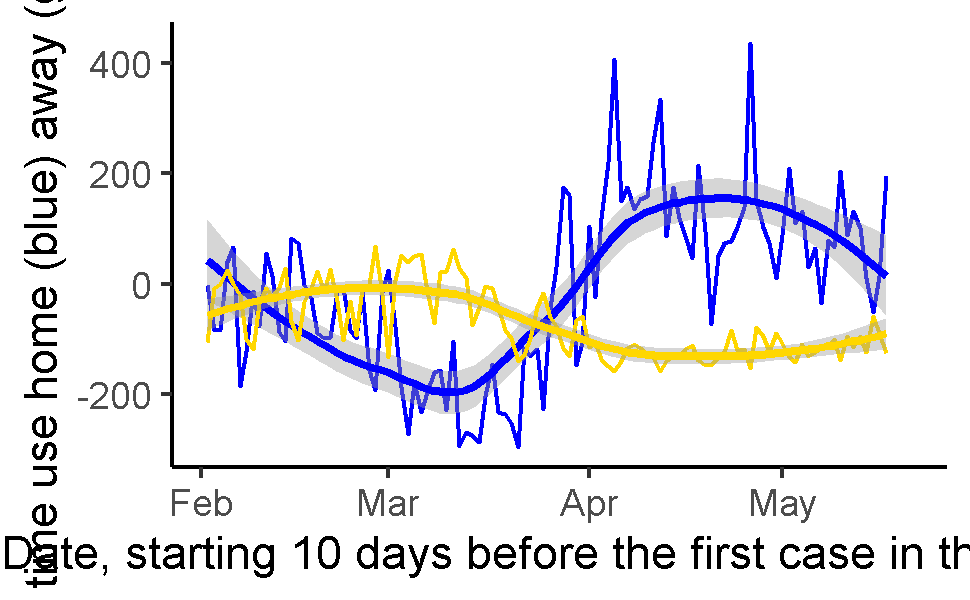 time use home (blue) away (
400
200
0
-200
Feb Mar Apr May
Date, starting 10 days before the first case in th